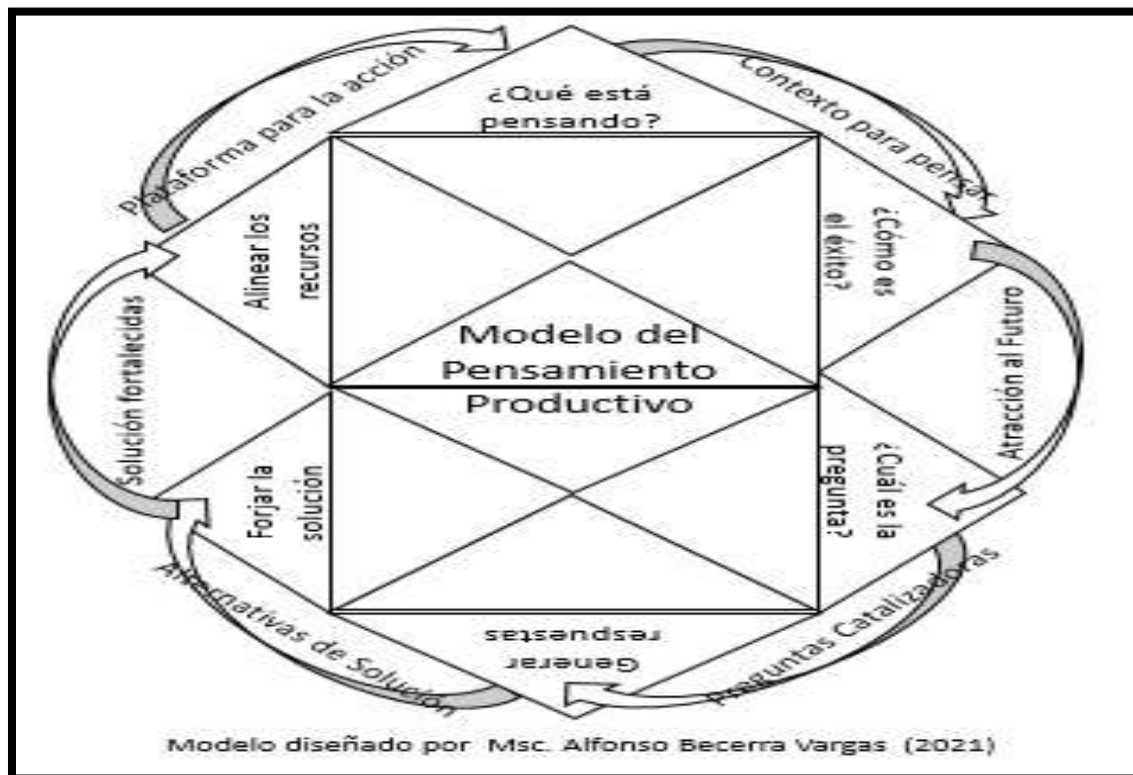 ¿Qué está
pensando?
Contexto para pensar
¿Cómo es
el éxito?
Atracción al Futuro
¿Cuál es la
pregunta?
Preguntas Catalizadoras
Generar
respuestas
Alternativas de Solución
Forjar la
solución
Solución fortalecidas
Alinear los
recursos
Plataforma para la acción
Modelo del
Pensamiento
Productivo
Modelo diseñado por Msc. Alfonso Becerra Vargas (2021)